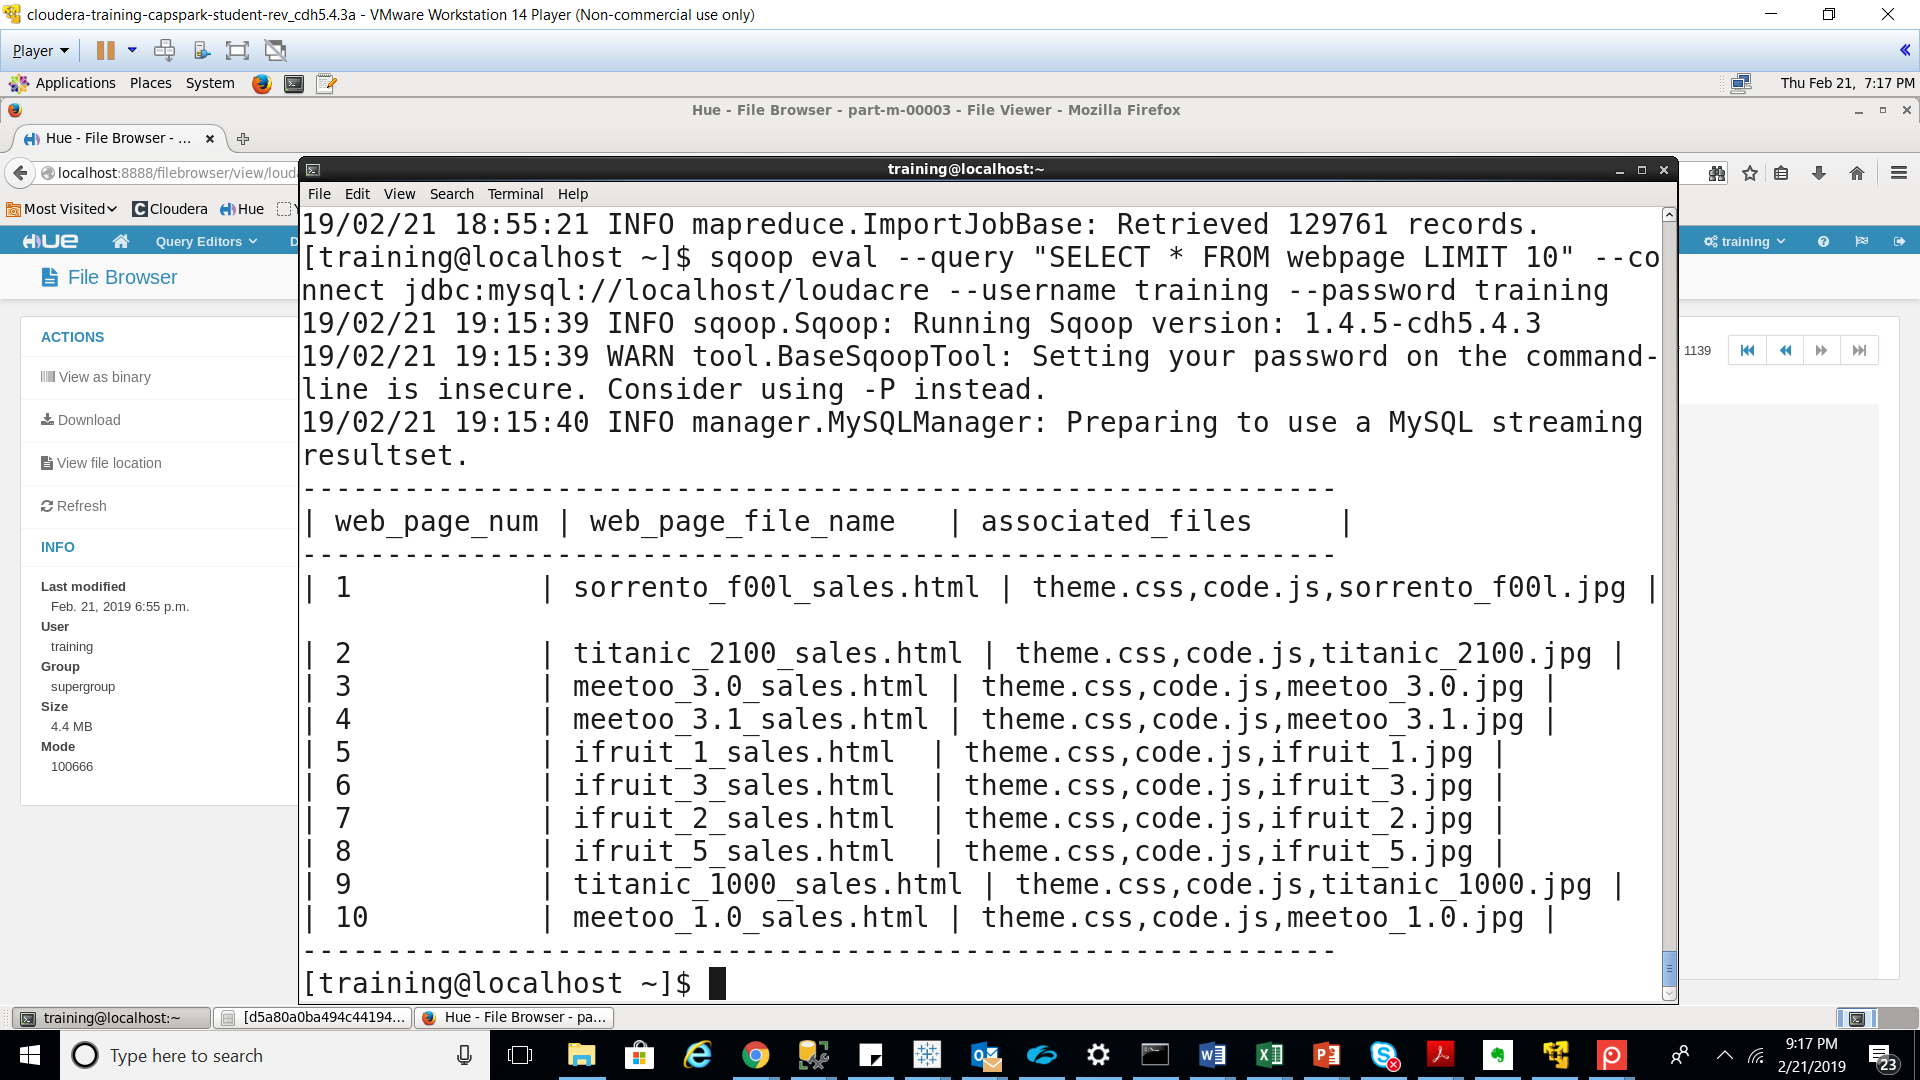 cloudera-training-capspark-student-rev_cdh5.4.3a - VMware Workstation 14 Player (Non-commercial use only)
Player
Applications Places System
Thu Feb 21, 7:17 PM
Hue - File Browser - part-m-00003 - File Viewer - Mozilla Firefox
Hue - File Browser - ...
localhost:8888/filebrowser/view/loud
Most Visited
Cloudera
Hue
Query Editors
training
File Browser
ACTIONS
View as binary
Download
View file location
Refresh
INFO
Last modified
Feb. 21, 2019 6:55 p.m.
User
training
Group
supergroup
Size
4.4 MB
Mode
100666
1139
training@localhost:~
File Edit View Search Terminal Help
19/02/21 18:55:21 INFO mapreduce.ImportJobBase: Retrieved 129761 records.
[training@localhost ~]$ sqoop eval --query "SELECT * FROM webpage LIMIT 10" --co
nnect jdbc:mysql://localhost/loudacre --username training --password training
19/02/21 19:15:39 INFO sqoop.Sqoop: Running Sqoop version: 1.4.5-cdh5.4.3
19/02/21 19:15:39 WARN tool.BaseSqoopTool: Setting your password on the command-
line is insecure. Consider using -P instead.
19/02/21 19:15:40 INFO manager.MySQLManager: Preparing to use a MySQL streaming
resultset.
-------------------------------------------------------------
| web_page_num | web_page_file_name   | associated_files     |
-------------------------------------------------------------
| 1            | sorrento_f00l_sales.html | theme.css,code.js,sorrento_f00l.jpg |
| 2            | titanic_2100_sales.html | theme.css,code.js,titanic_2100.jpg |
| 3            | meetoo_3.0_sales.html | theme.css,code.js,meetoo_3.0.jpg |
| 4            | meetoo_3.1_sales.html | theme.css,code.js,meetoo_3.1.jpg |
| 5            | ifruit_1_sales.html  | theme.css,code.js,ifruit_1.jpg |
| 6            | ifruit_3_sales.html  | theme.css,code.js,ifruit_3.jpg |
| 7            | ifruit_2_sales.html  | theme.css,code.js,ifruit_2.jpg |
| 8            | ifruit_5_sales.html  | theme.css,code.js,ifruit_5.jpg |
| 9            | titanic_1000_sales.html | theme.css,code.js,titanic_1000.jpg |
| 10           | meetoo_1.0_sales.html | theme.css,code.js,meetoo_1.0.jpg |
-------------------------------------------------------------
[training@localhost ~]$
training@localhost:~
[d5a80a0ba494c44194...
Hue - File Browser - pa...
Type here to search
9:17 PM
2/21/2019
23